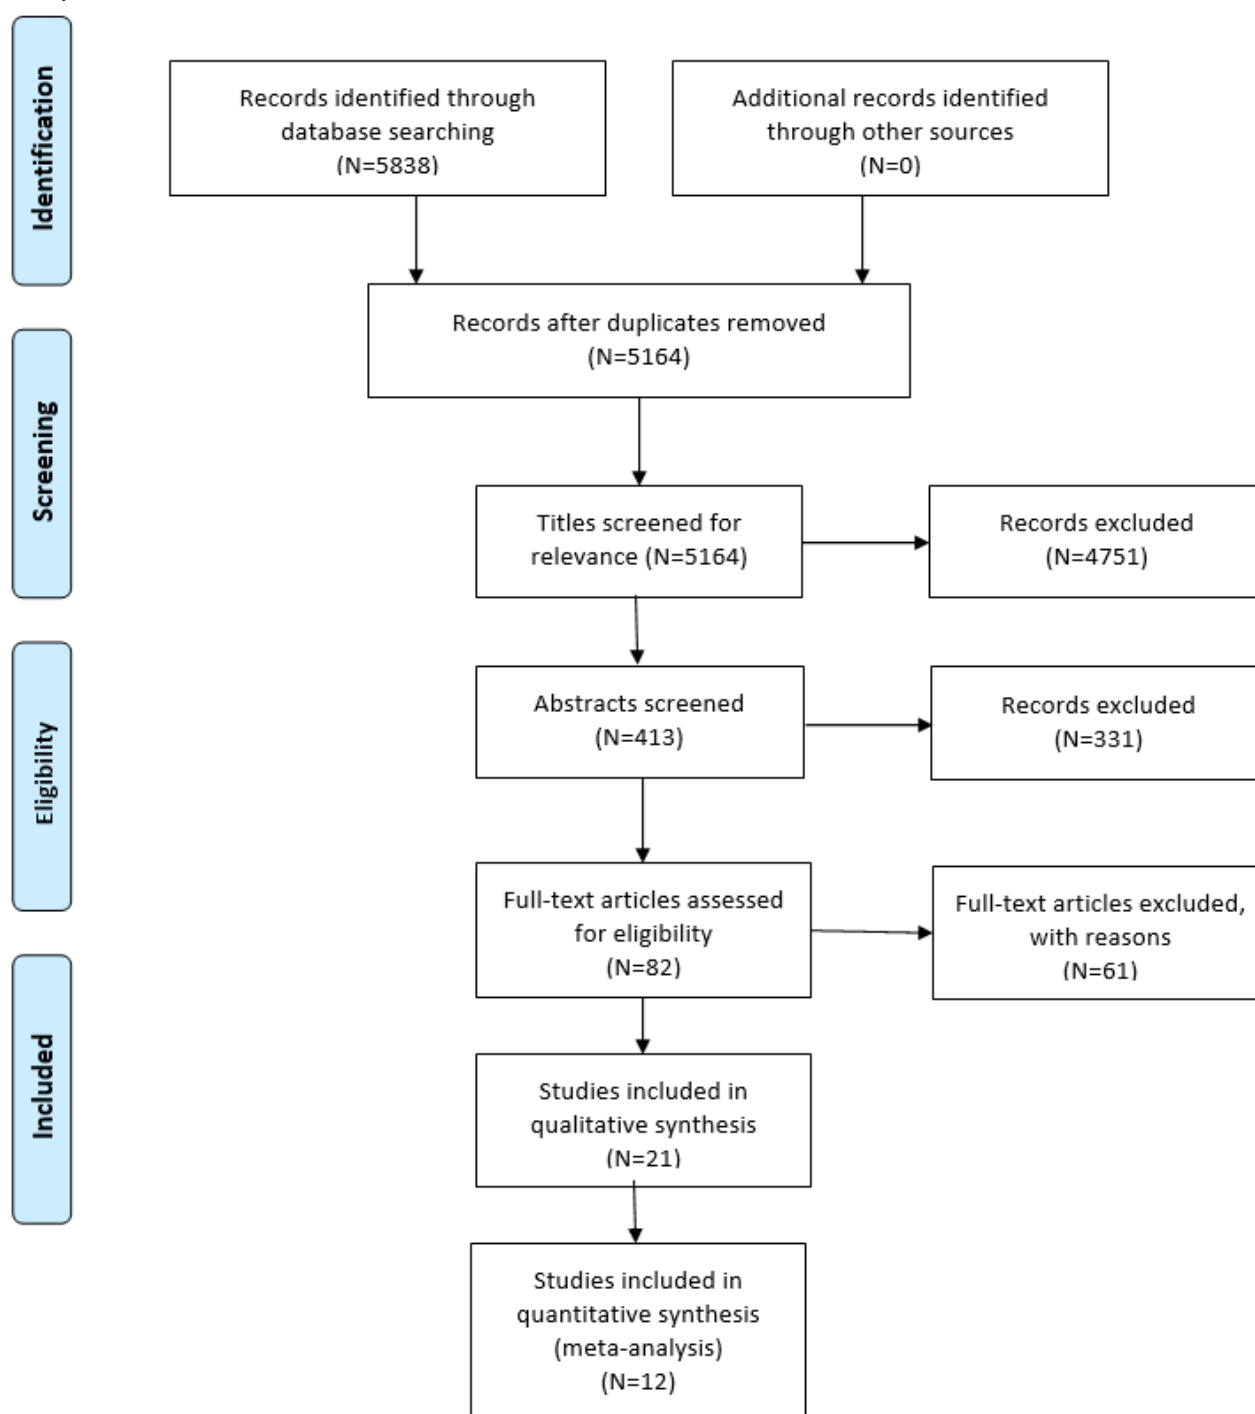 Identification
Records identified through
database searching
(N=5838)
Additional records identified
through other sources
(N=0)
Records after duplicates removed
(N=5164)
Screening
Titles screened for
relevance (N=5164)
Records excluded
(N=4751)
Eligibility
Abstracts screened
(N=413)
Records excluded
(N=331)
Full-text articles assessed
for eligibility
(N=82)
Full-text articles excluded,
with reasons
(N=61)
Included
Studies included in
qualitative synthesis
(N=21)
Studies included in
quantitative synthesis
(meta-analysis)
(N=12)